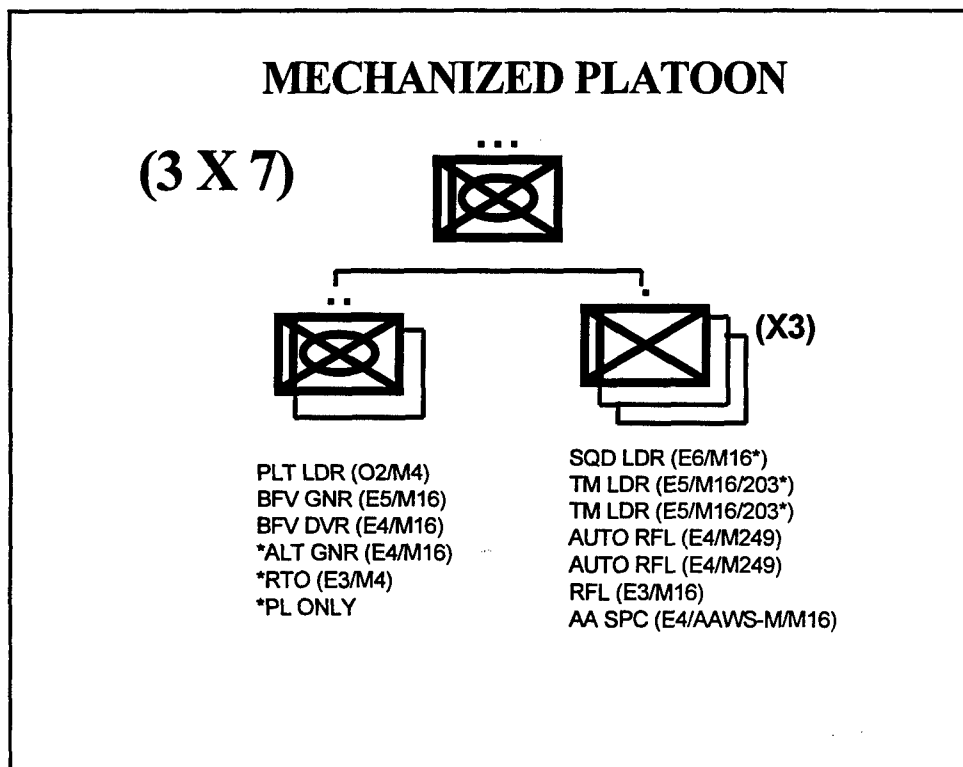 MECHANIZED PLATOON
(3 X 7)
(X3)
PLT LDR (O2/M4)
BFV GNR (E5/M16)
BFV DVR (E4/M16)
*ALT GNR (E4/M16)
*RTO (E3/M4)
*PL ONLY
SQD LDR (E6/M16*)
TM LDR (E5/M16/203*)
TM LDR (E5/M16/203*)
AUTO RFL (E4/M249)
AUTO RFL (E4/M249)
RFL (E3/M16)
AA SPC (E4/AAWS-M/M16)